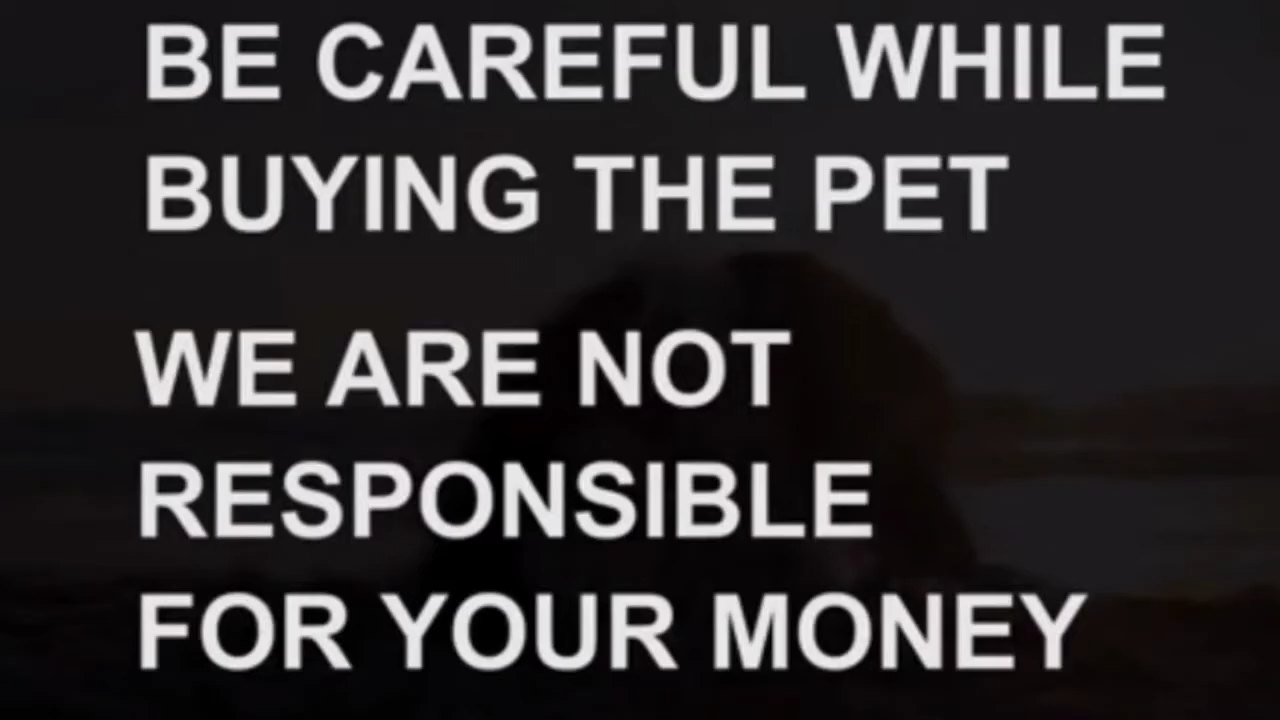 BE CAREFUL WHILE
BUYING THE PET
WE ARE NOT
RESPONSIBLE
FOR YOUR MONEY